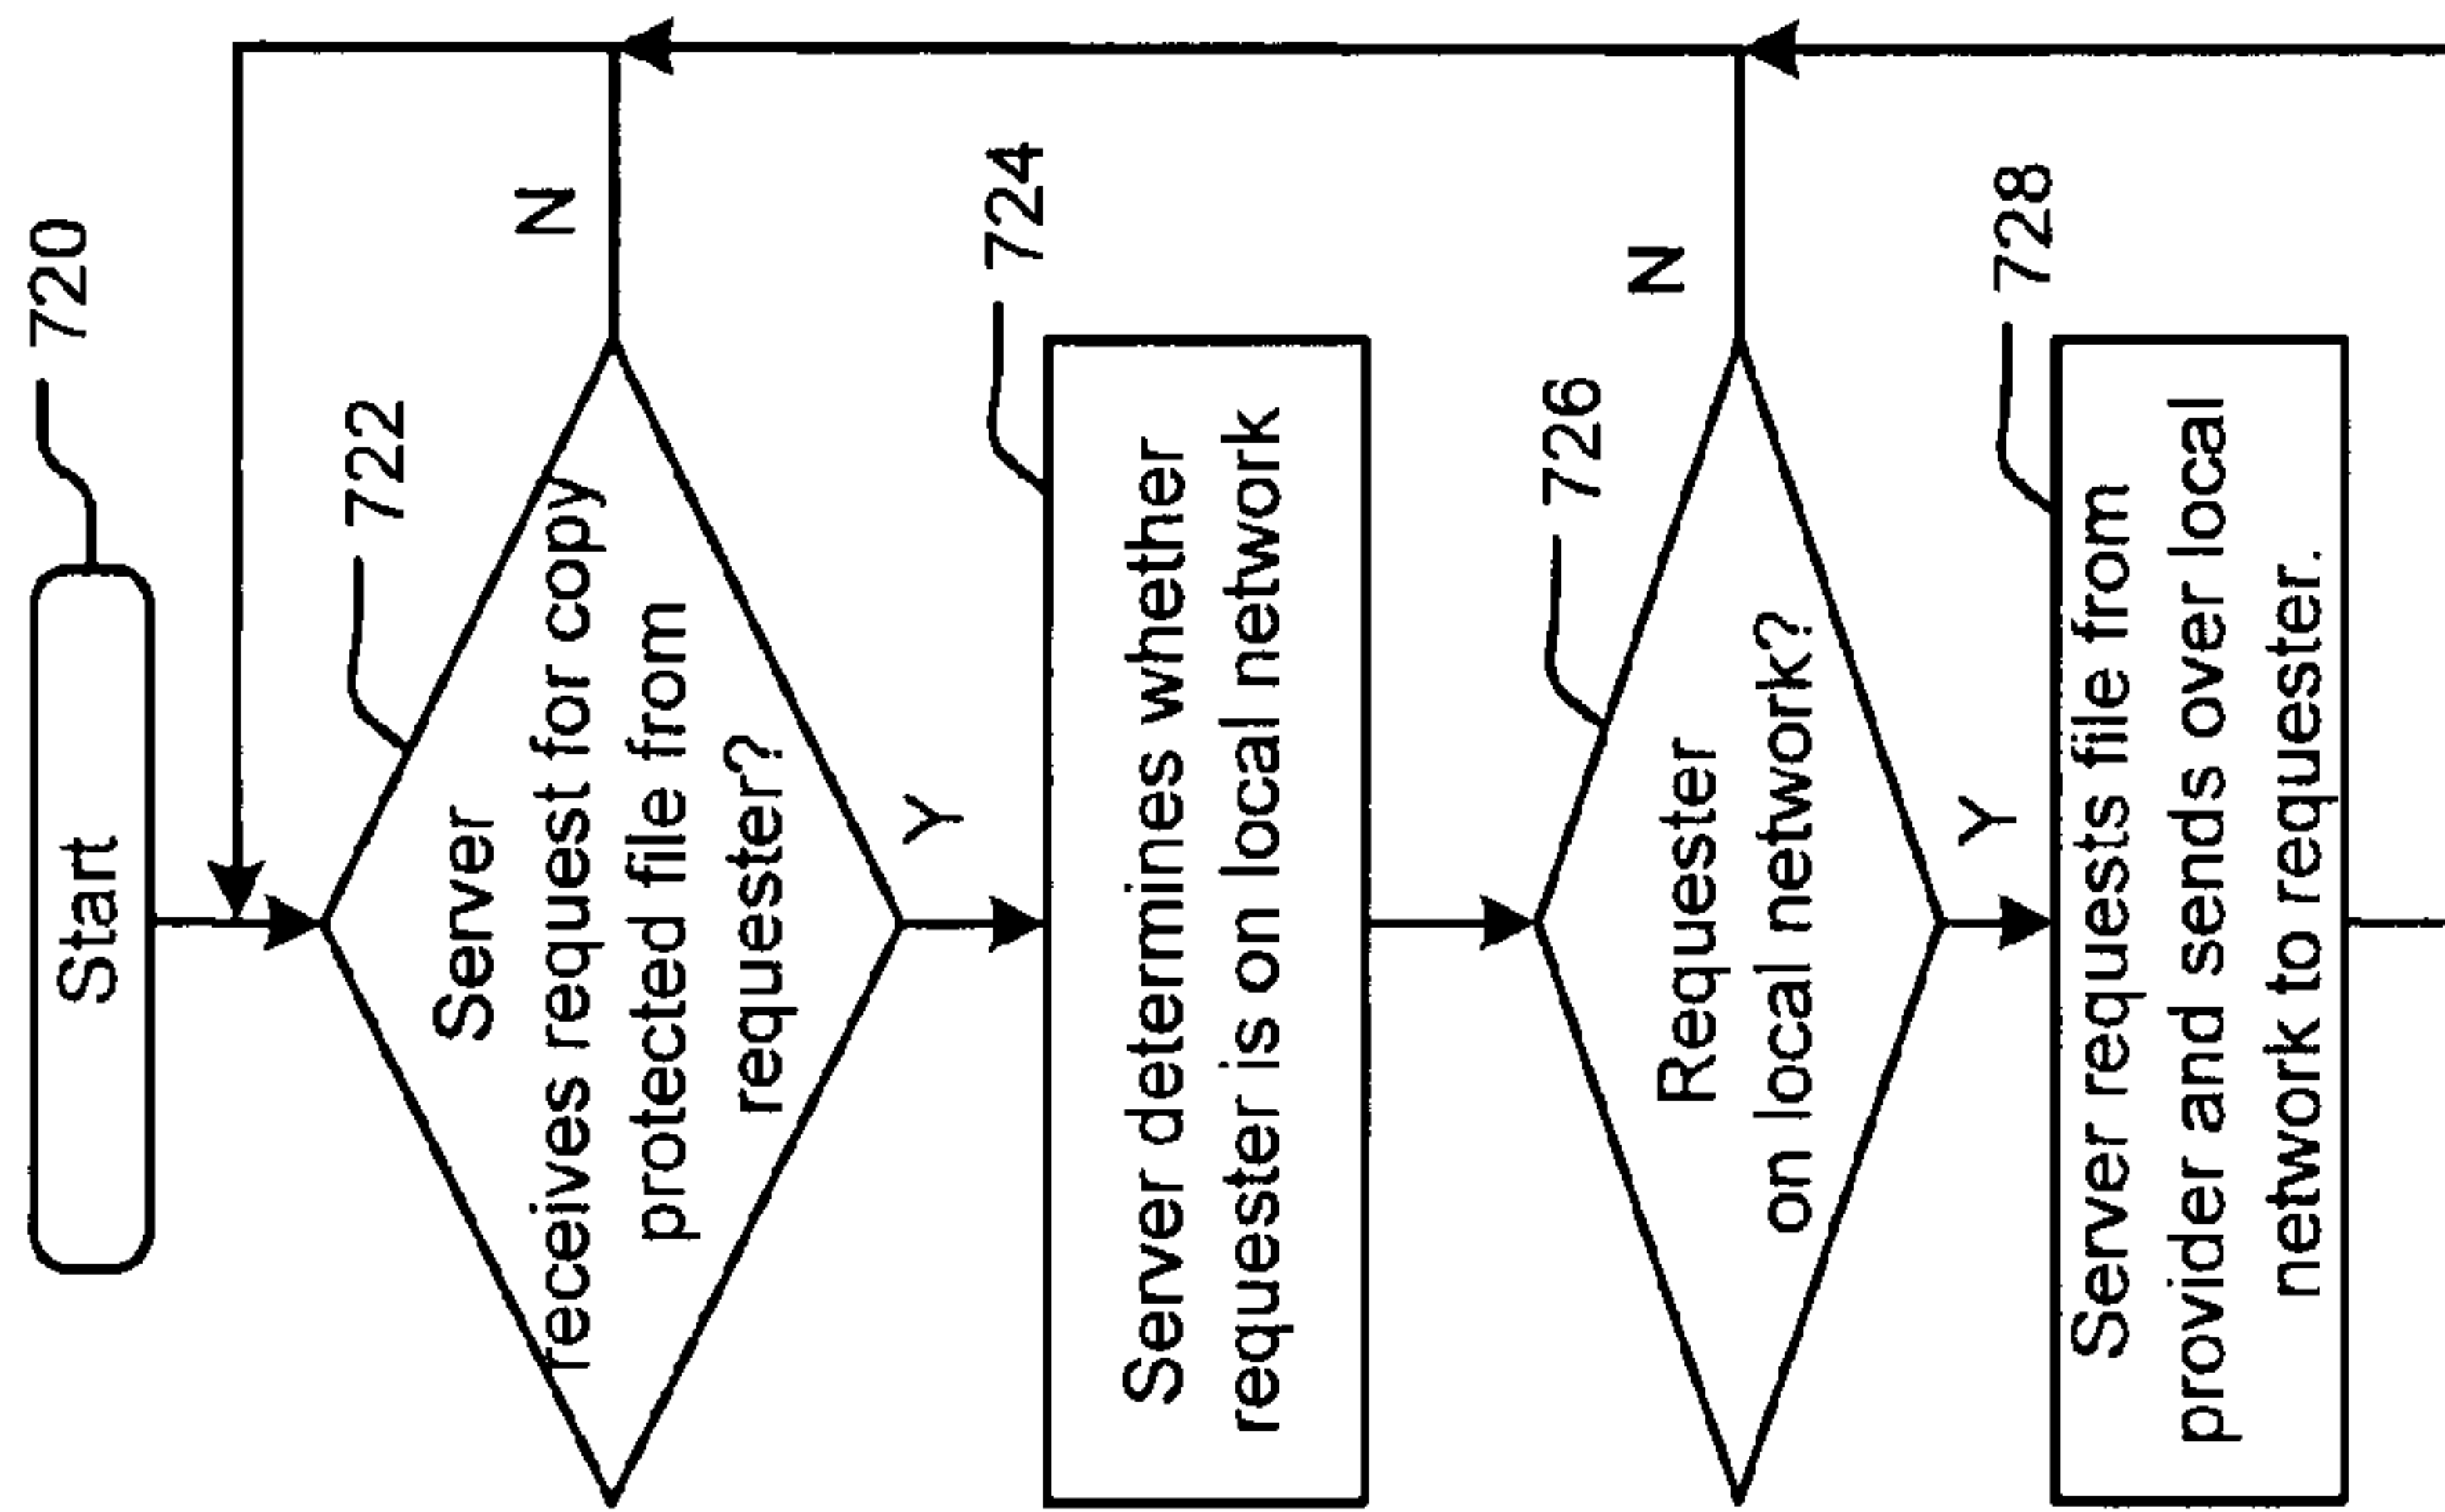 Start
720
Server
receives request for copy
protected file from
requester?
722
N
Y
Server determines whether
requester is on local network
724
Requester
on local network?
726
N
Y
Server requests file from
provider and sends over local
network to requester.
728